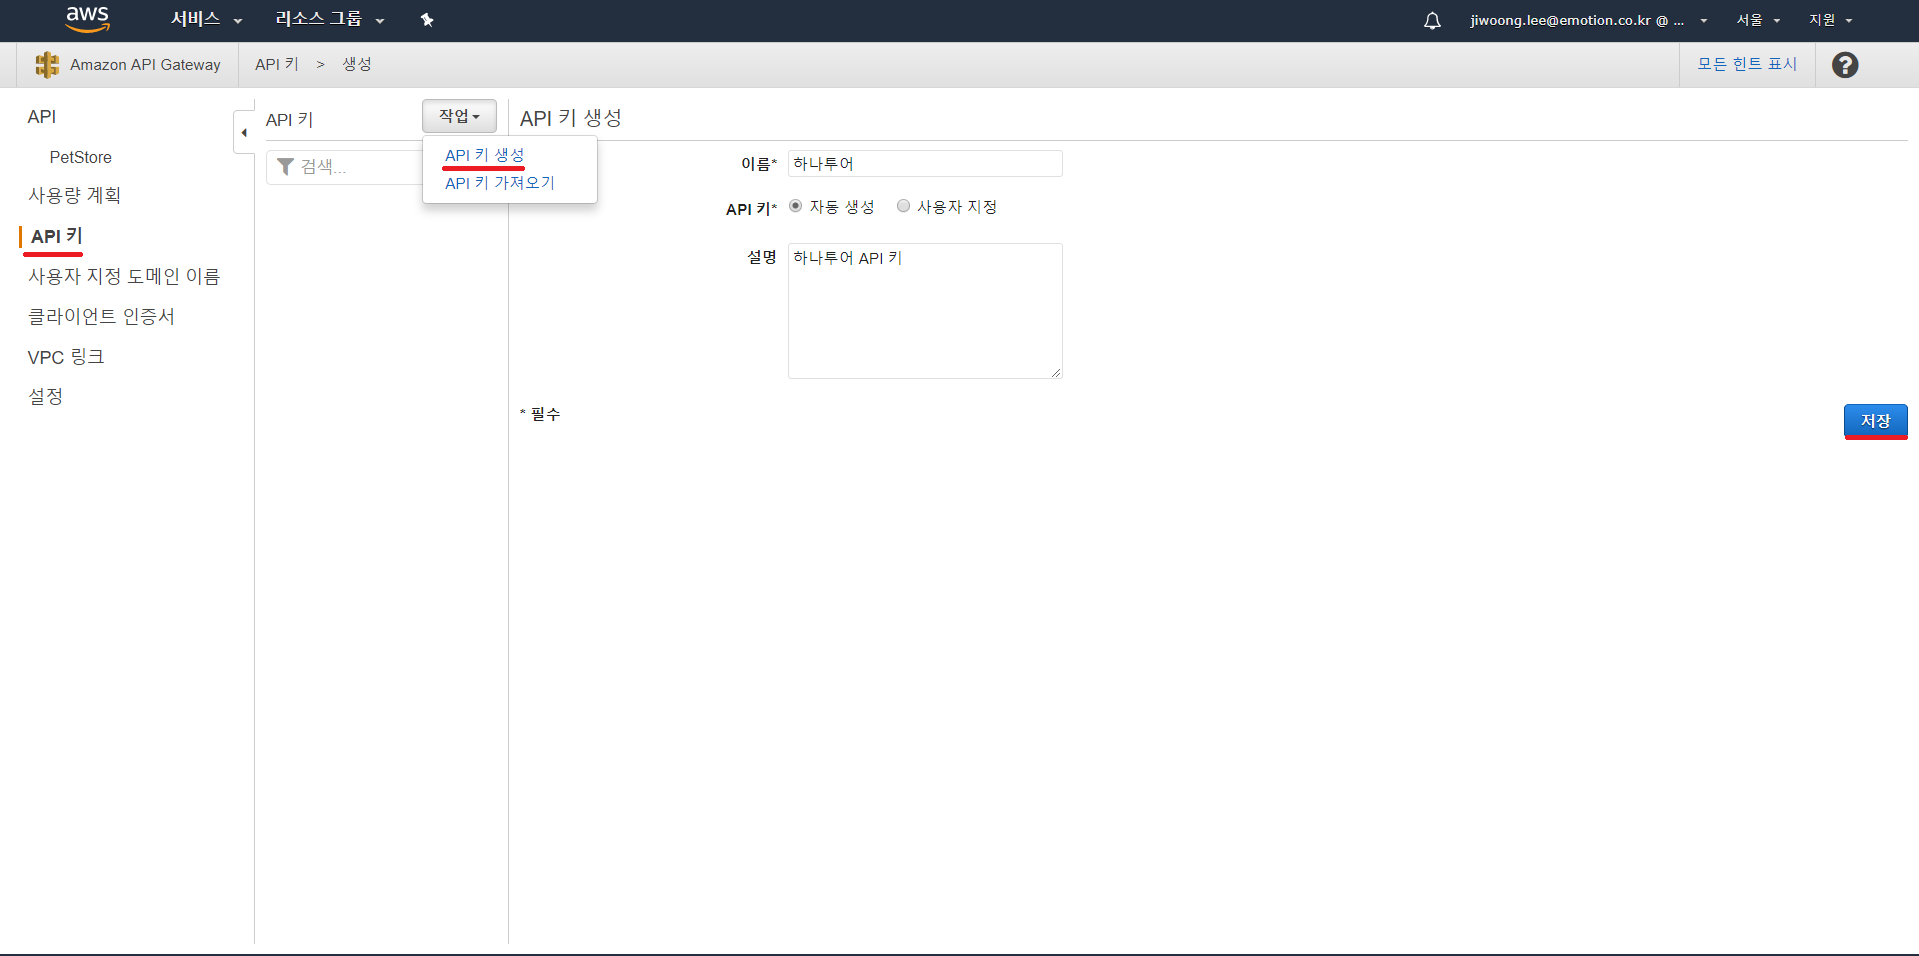 aws 서비스 리소스 그룹 jiwoong.lee@emotion.co.kr @ ... 서울 지원
Amazon API Gateway API 키 > 생성 모든 힌트 표시 ?
API
PetStore
사용량 계획
API 키
사용자 지정 도메인 이름
클라이언트 인증서
VPC 링크
설정
API 키 작업
검색...
API 키 생성
API 키 가져오기
API 키 생성
이름* 하나투어
API 키* 자동 생성 사용자 지정
설명 하나투어 API 키
* 필수
저장